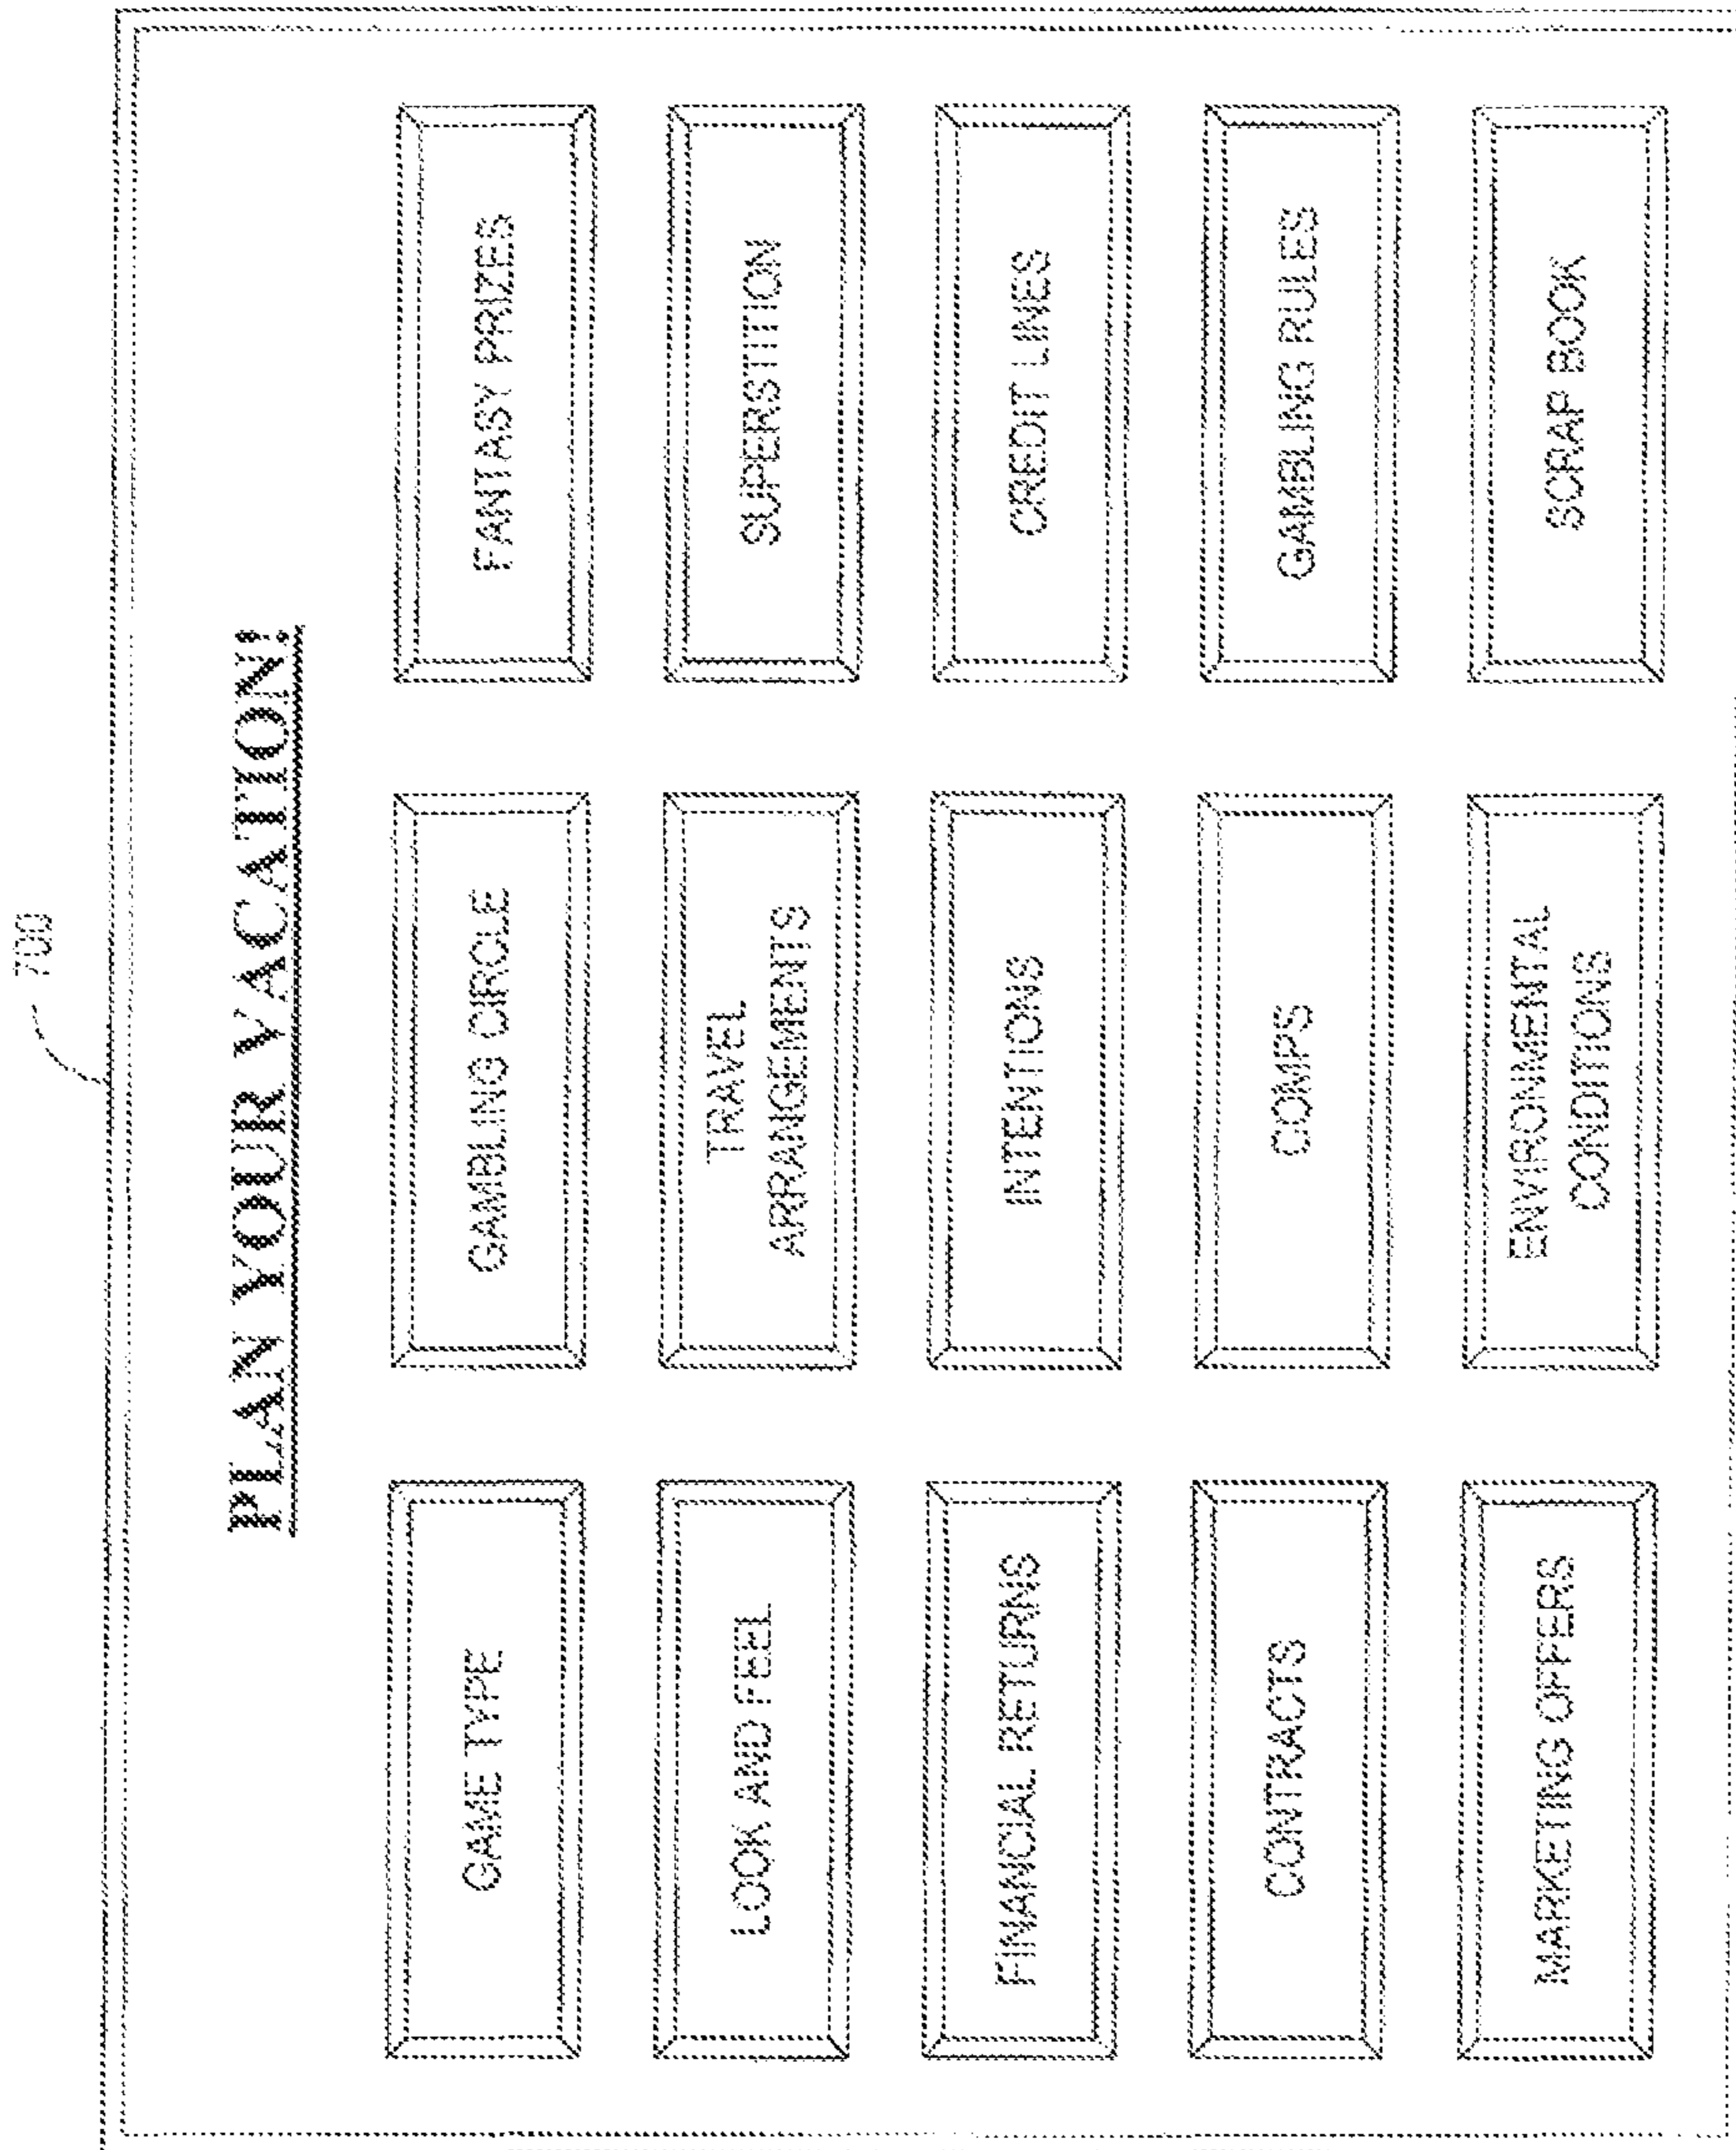 700
PLAN YOUR VACATION!
GAME TYPE
GAMBLING CIRCLE
FANTASY PRIZES
LOOK AND FEEL
TRAVEL
ARRANGEMENTS
SUPERSTITION
FINANCIAL RETURNS
INTENTIONS
CREDIT LINES
CONTRACTS
COMPS
GAMBLING RULES
MARKETING OFFERS
ENVIRONMENTAL
CONDITIONS
SCRAP BOOK